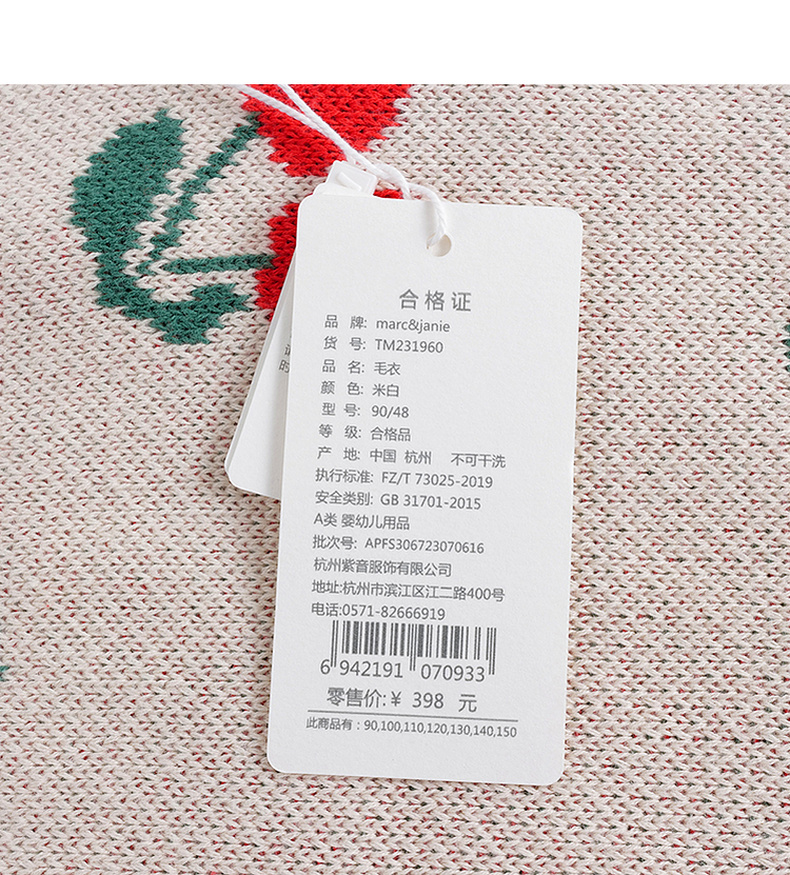 合格证
品 牌: marc&janie
货 号: TM231960
品 名: 毛衣
颜 色: 米白
型 号: 90/48
等 级: 合格品
产 地: 中国 杭州 不可干洗
执行标准: FZ/T 73025-2019
安全类别: GB 31701-2015
A类 婴幼儿用品
批次号: APFS306723070616
杭州紫音服饰有限公司
地址:杭州市滨江区江二路400号
电话:0571-82666919
6 942191 070933
零售价:¥ 398 元
此商品有：90,100,110,120,130,140,150
时